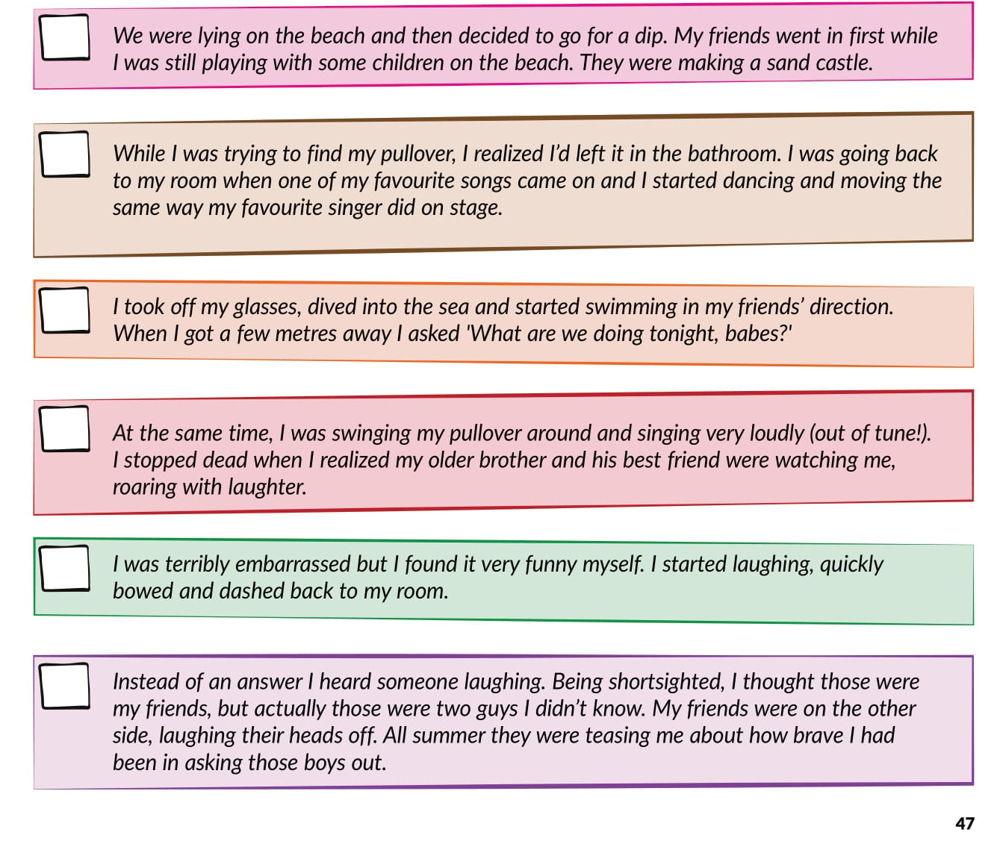 We were lying on the beach and then decided to go for a dip. My friends went in first while
I was still playing with some children on the beach. They were making a sand castle.
While I was trying to find my pullover, I realized I’d left it in the bathroom. I was going back
to my room when one of my favourite songs came on and I started dancing and moving the
same way my favourite singer did on stage.
I took off my glasses, dived into the sea and started swimming in my friends’ direction.
When I got a few metres away I asked 'What are we doing tonight, babes?'
At the same time, I was swinging my pullover around and singing very loudly (out of tune!).
I stopped dead when I realized my older brother and his best friend were watching me,
roaring with laughter.
I was terribly embarrassed but I found it very funny myself. I started laughing, quickly
bowed and dashed back to my room.
Instead of an answer I heard someone laughing. Being shortsighted, I thought those were
my friends, but actually those were two guys I didn’t know. My friends were on the other
side, laughing their heads off. All summer they were teasing me about how brave I had
been in asking those boys out.
47